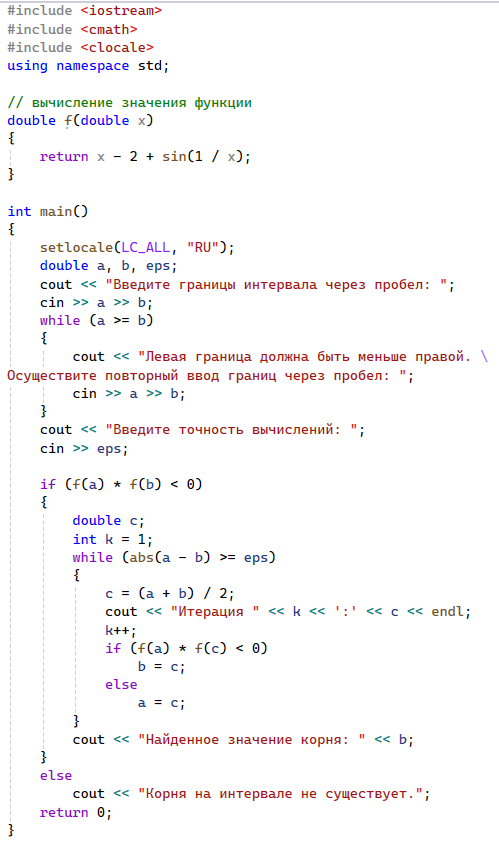 #include <iostream>
#include <cmath>
#include <clocale>
using namespace std;

// вычисление значения функции
double f(double x)
{
    return x - 2 + sin(1 / x);
}

int main()
{
    setlocale(LC_ALL, "RU");
    double a, b, eps;
    cout << "Введите границы интервала через пробел: ";
    cin >> a >> b;
    while (a >= b)
    {
        cout << "Левая граница должна быть меньше правой. \
Осуществите повторный ввод границ через пробел: ";
        cin >> a >> b;
    }
    cout << "Введите точность вычислений: ";
    cin >> eps;

    if (f(a) * f(b) < 0)
    {
        double c;
        int k = 1;
        while (abs(a - b) >= eps)
        {
            c = (a + b) / 2;
            cout << "Итерация " << k << ':' << c << endl;
            k++;
            if (f(a) * f(c) < 0)
                b = c;
            else
                a = c;
        }
        cout << "Найденное значение корня: " << b;
    }
    else
        cout << "Корня на интервале не существует.";
    return 0;
}